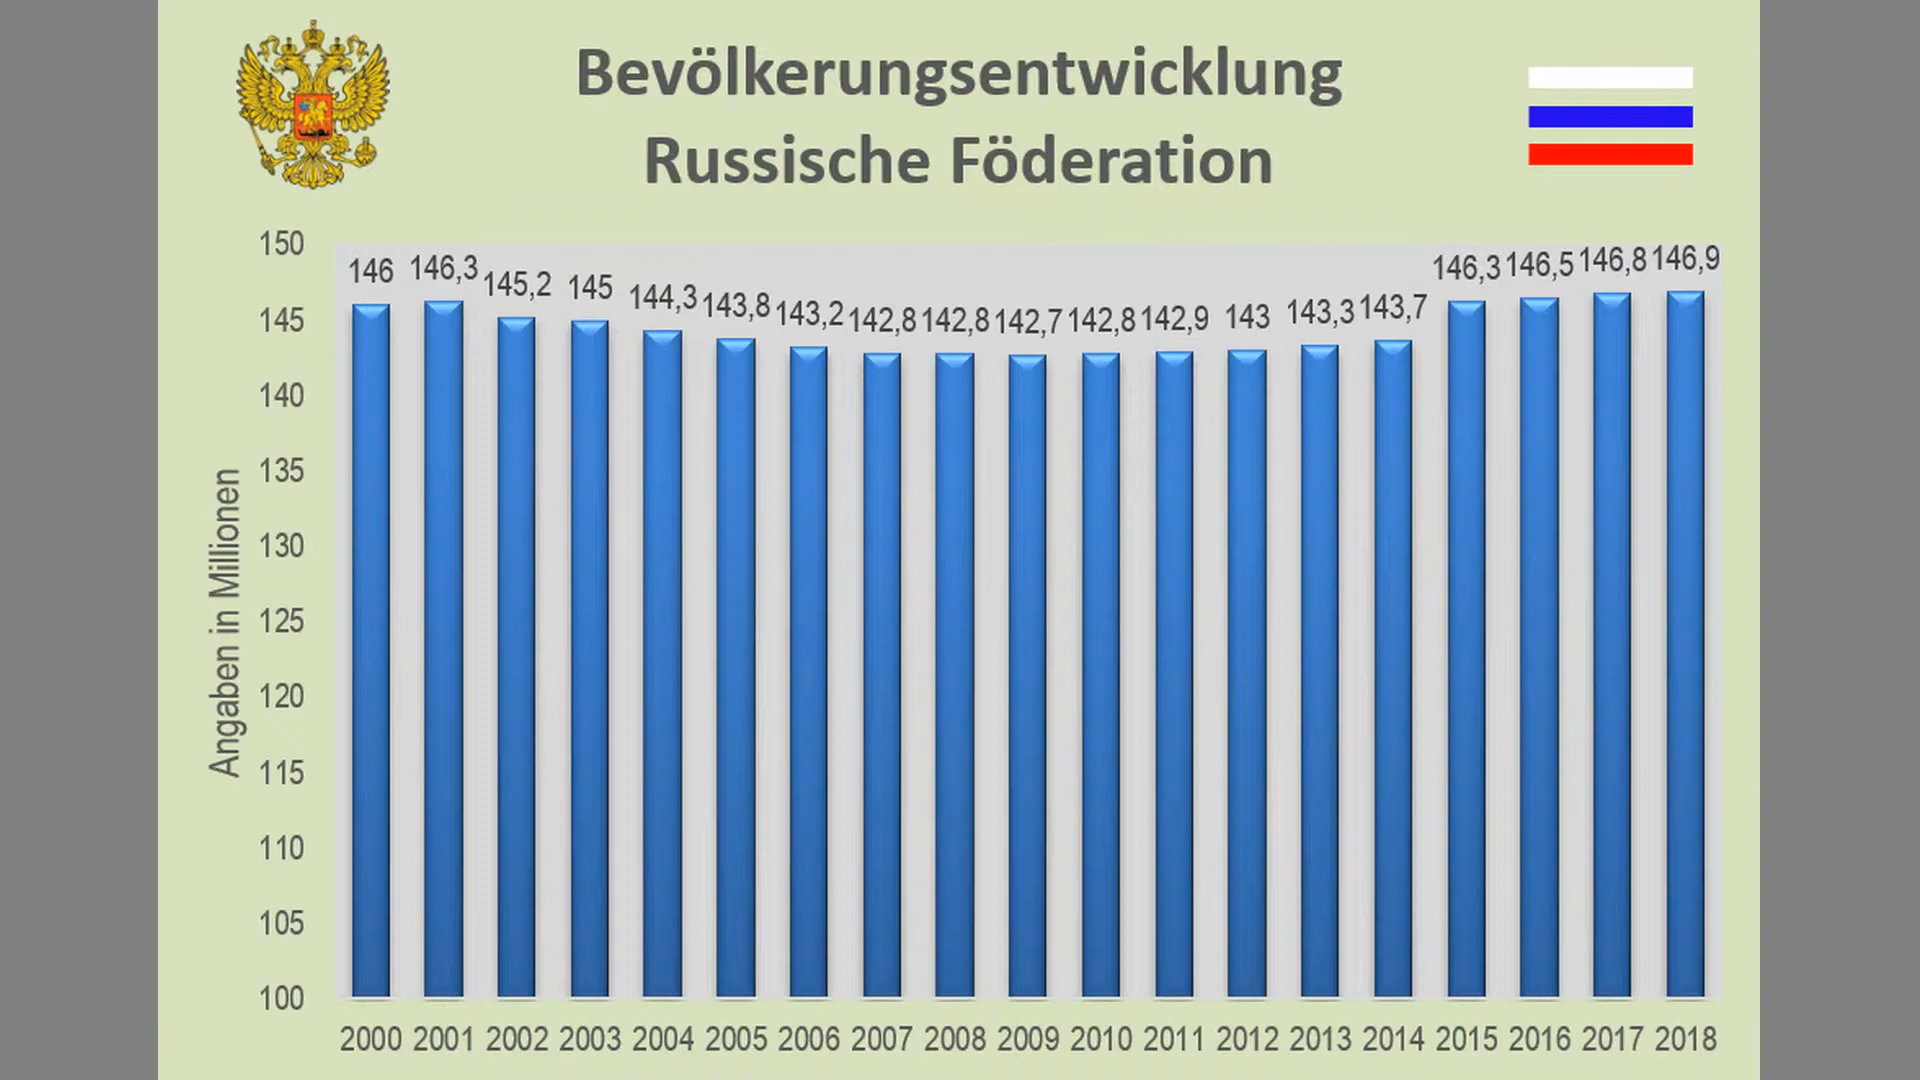 Bevölkerungsentwicklung
Russische Föderation
Angaben in Millionen
150
145
140
135
130
125
120
115
110
105
100
146 146,3 145,2 145 144,3 143,8 143,2 142,8 142,8 142,7 142,8 142,9 143 143,3 143,7 146,3 146,5 146,8 146,9
2000 2001 2002 2003 2004 2005 2006 2007 2008 2009 2010 2011 2012 2013 2014 2015 2016 2017 2018